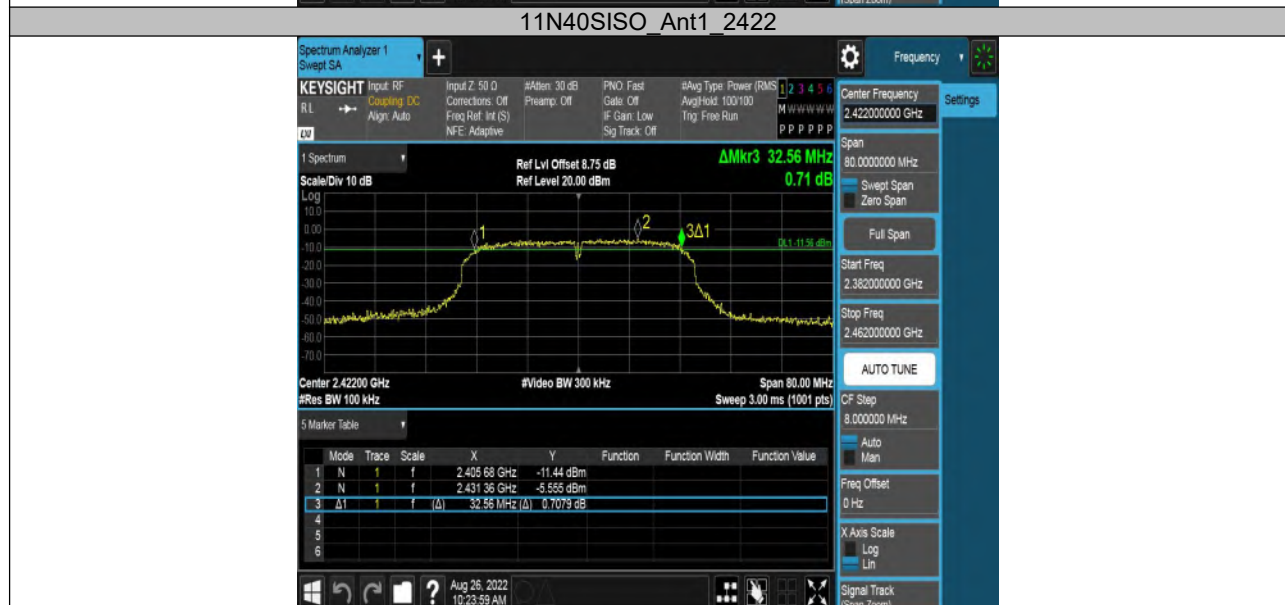 (Span Zoom)
11N40SISO_Ant1_2422
Spectrum Analyzer 1
Swept SA
+
Frequency
KEYSIGHT Input: RF Input Z: 50 Ω #Atten: 30 dB PNO: Fast #Avg Type: Power (RMS 1 2 3 4 5 6
R L Coupling: DC Corrections: Off Preamp: Off Gate: Off Avg|Hold: 100/100 M W W W W W
Align: Auto Freq Ref: Int (S) IF Gain: Low Trig: Free Run
LXI NFE: Adaptive Sig Track: Off P P P P P P
Center Frequency
2.422000000 GHz
Settings
Span
80.0000000 MHz
Swept Span
Zero Span
Full Span
Start Freq
2.382000000 GHz
Stop Freq
2.462000000 GHz
AUTO TUNE
CF Step
8.000000 MHz
Auto
Man
Freq Offset
0 Hz
X Axis Scale
Log
Lin
Signal Track
(Span Zoom)
1 Spectrum
Ref Lvl Offset 8.75 dB ΔMkr3 32.56 MHz
Scale/Div 10 dB Ref Level 20.00 dBm 0.71 dB
Log
10.0
0.00
-10.0
-20.0
-30.0
-40.0
-50.0
-60.0
-70.0
1
2
3Δ1
DL1 -11.56 dBm
Center 2.42200 GHz #Video BW 300 kHz Span 80.00 MHz
#Res BW 100 kHz Sweep 3.00 ms (1001 pts)
5 Marker Table
Mode Trace Scale X Y Function Function Width Function Value
1 N 1 f 2.405 68 GHz -11.44 dBm
2 N 1 f 2.431 36 GHz -5.555 dBm
3 Δ1 1 f (Δ) 32.56 MHz (Δ) 0.7079 dB
4
5
6
? Aug 26, 2022
10:23:59 AM